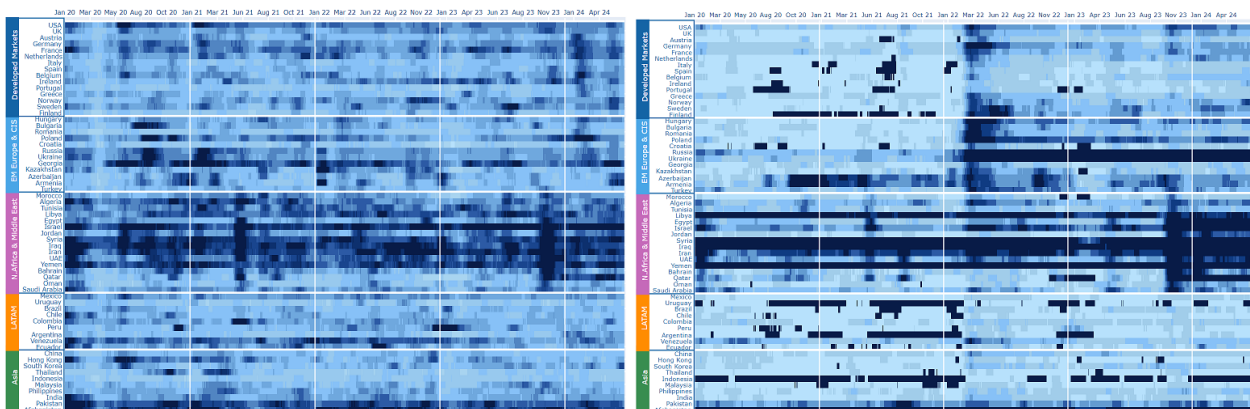 Jan 20 Mar 20 May 20 Aug 20 Oct 20 Jan 21 Mar 21 Jun 21 Aug 21 Oct 21 Jan 22 Mar 22 Jun 22 Aug 22 Nov 22 Jan 23 Apr 23 Jun 23 Aug 23 Nov 23 Jan 24 Apr 24
Developed Markets
USA
UK
Austria
Germany
France
Netherlands
Italy
Spain
Belgium
Ireland
Portugal
Greece
Norway
Sweden
Finland
EM Europe & CIS
Hungary
Bulgaria
Romania
Poland
Croatia
Russia
Ukraine
Georgia
Kazakhstan
Azerbaijan
Armenia
Turkey
N.Africa & Middle East
Morocco
Algeria
Tunisia
Libya
Egypt
Israel
Jordan
Syria
Iraq
Iran
UAE
Yemen
Bahrain
Qatar
Oman
Saudi Arabia
LATAM
Mexico
Uruguay
Brazil
Chile
Colombia
Peru
Argentina
Venezuela
Ecuador
Asia
China
Hong Kong
South Korea
Thailand
Indonesia
Malaysia
Philippines
India
Pakistan
Jan 20 Mar 20 May 20 Aug 20 Oct 20 Jan 21 Mar 21 Jun 21 Aug 21 Oct 21 Jan 22 Mar 22 Jun 22 Aug 22 Nov 22 Jan 23 Apr 23 Jun 23 Aug 23 Nov 23 Jan 24 Apr 24
Developed Markets
USA
UK
Austria
Germany
France
Netherlands
Italy
Spain
Belgium
Ireland
Portugal
Greece
Norway
Sweden
Finland
EM Europe & CIS
Hungary
Bulgaria
Romania
Poland
Croatia
Russia
Ukraine
Georgia
Kazakhstan
Azerbaijan
Armenia
Turkey
N.Africa & Middle East
Morocco
Algeria
Tunisia
Libya
Egypt
Israel
Jordan
Syria
Iraq
Iran
UAE
Yemen
Bahrain
Qatar
Oman
Saudi Arabia
LATAM
Mexico
Uruguay
Brazil
Chile
Colombia
Peru
Argentina
Venezuela
Ecuador
Asia
China
Hong Kong
South Korea
Thailand
Indonesia
Malaysia
Philippines
India
Pakistan